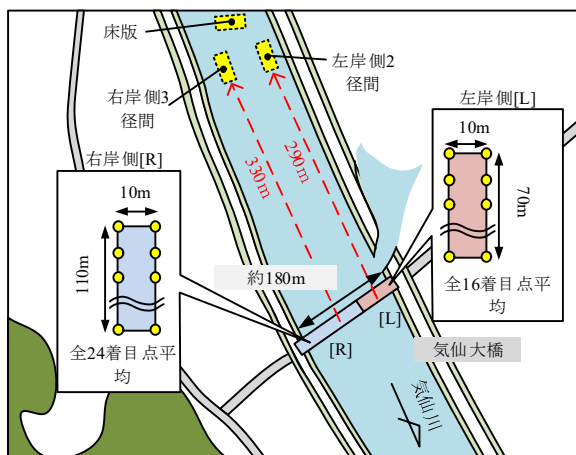 床版
左岸側2
径間
右岸側3
径間
左岸側[L]
10m
70m
全16着目点平
均
右岸側[R]
10m
110m
全24着目点平
均
330m
290m
約180m
[L]
[R]
気仙大橋
気仙川